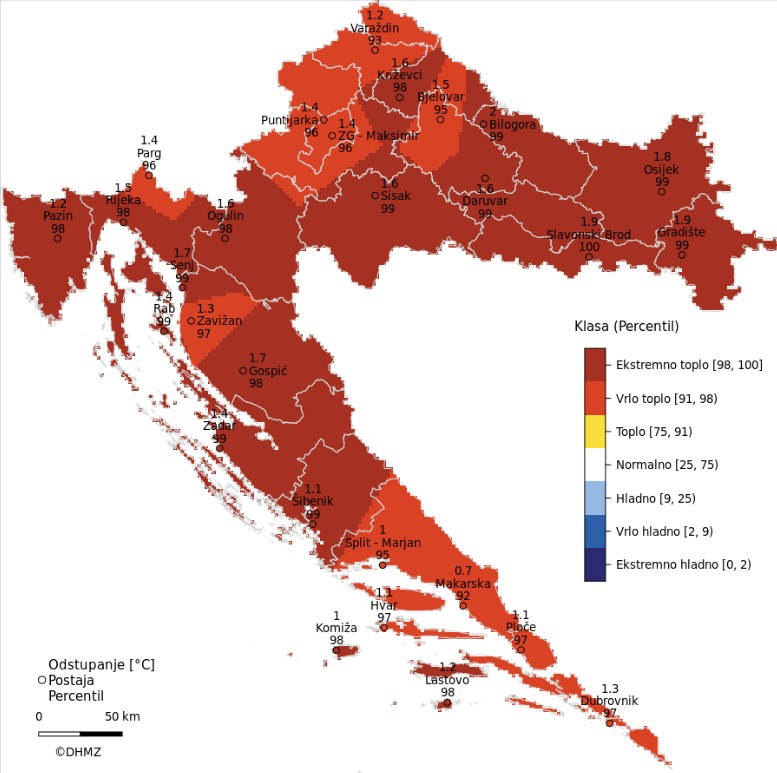 1.2
Varaždin
93
1.6
Križevci
98
1.5
Bjelovar
95
2
Bilogora
99
1.4
Puntijarka
96
1.4
ZG - Maksimir
96
1.4
Parg
96
1.8
Osijek
99
1.2
Pazin
98
1.5
Rijeka
98
1.6
Ogulin
98
1.6
Sisak
99
1.6
Daruvar
99
1.9
Slavonski Brod
100
1.9
Gradište
99
1.7
Senj
99
1.4
Rab
99
1.3
Zavižan
97
1.7
Gospić
98
1.4
Zadar
99
1.1
Šibenik
99
1
Split - Marjan
95
0.7
Makarska
92
1.1
Hvar
97
1
Komiža
98
1.1
Ploče
97
1.2
Lastovo
98
1.3
Dubrovnik
97
Klasa (Percentil)
Ekstremno toplo [98, 100]
Vrlo toplo [91, 98)
Toplo [75, 91)
Normalno [25, 75)
Hladno [9, 25)
Vrlo hladno [2, 9)
Ekstremno hladno [0, 2)
Odstupanje [°C]
Postaja
Percentil
0 50 km
©DHMZ